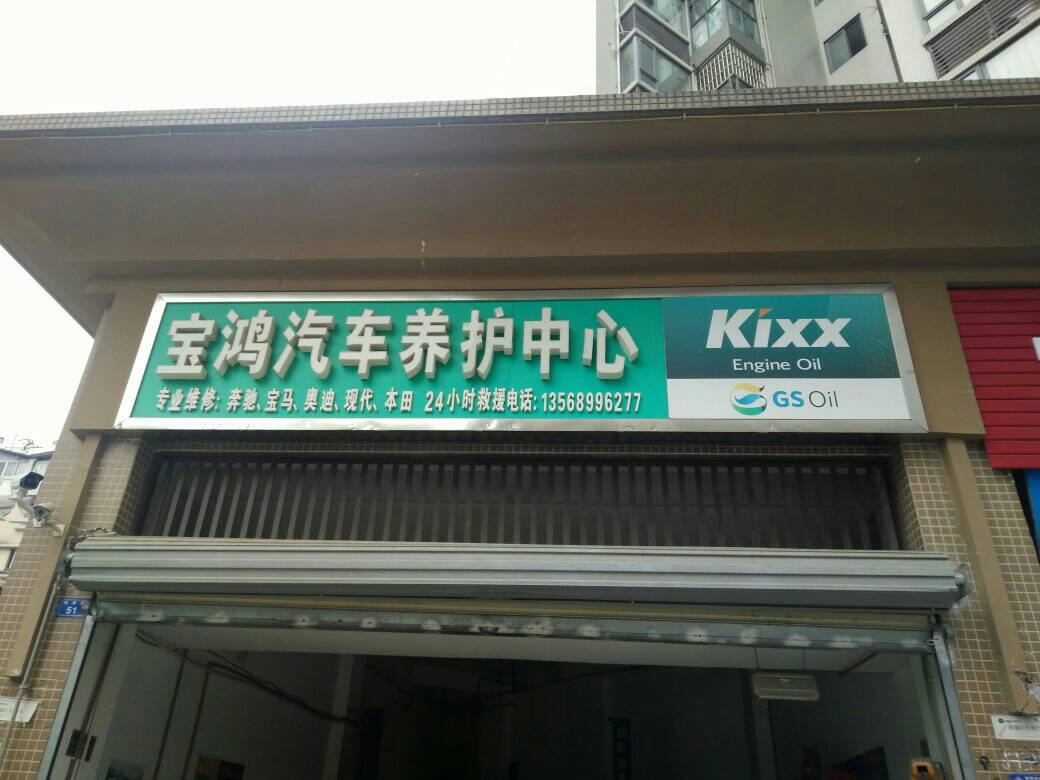 宝鸿汽车养护中心
专业维修: 奔驰、宝马、奥迪、现代、本田 24小时救援电话: 13568996277
Kixx
Engine Oil
GS Oil
51